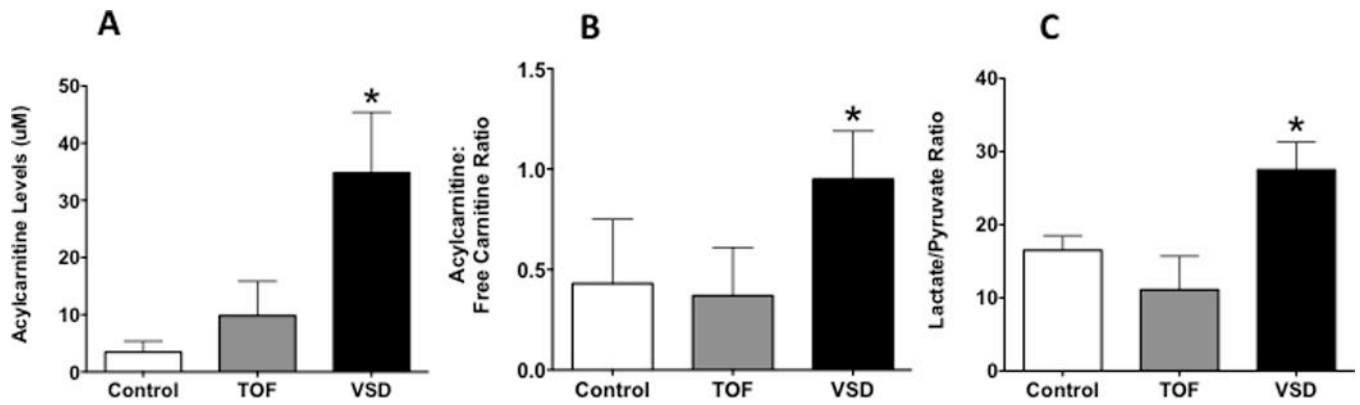 A
Acylcarnitine Levels (uM)
50
40
30
20
10
0
*
Control TOF VSD
B
Acylcarnitine:
Free Carnitine Ratio
1.5
1.0
0.5
0.0
*
Control TOF VSD
C
Lactate/Pyruvate Ratio
40
30
20
10
0
*
Control TOF VSD